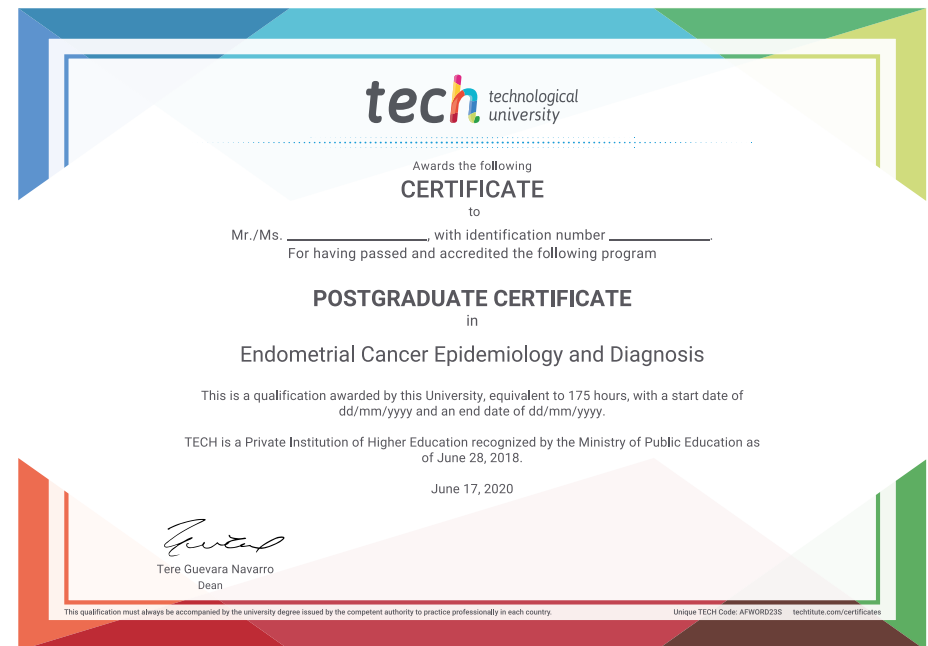 tech technological
university
Awards the following
CERTIFICATE
to
Mr./Ms. ____________, with identification number ____________.
For having passed and accredited the following program
POSTGRADUATE CERTIFICATE
in
Endometrial Cancer Epidemiology and Diagnosis
This is a qualification awarded by this University, equivalent to 175 hours, with a start date of
dd/mm/yyyy and an end date of dd/mm/yyyy.
TECH is a Private Institution of Higher Education recognized by the Ministry of Public Education as
of June 28, 2018.
June 17, 2020
Tere Guevara Navarro
Dean
This qualification must always be accompanied by the university degree issued by the competent authority to practice professionally in each country.
Unique TECH Code: AFWORD23S techtitute.com/certificates